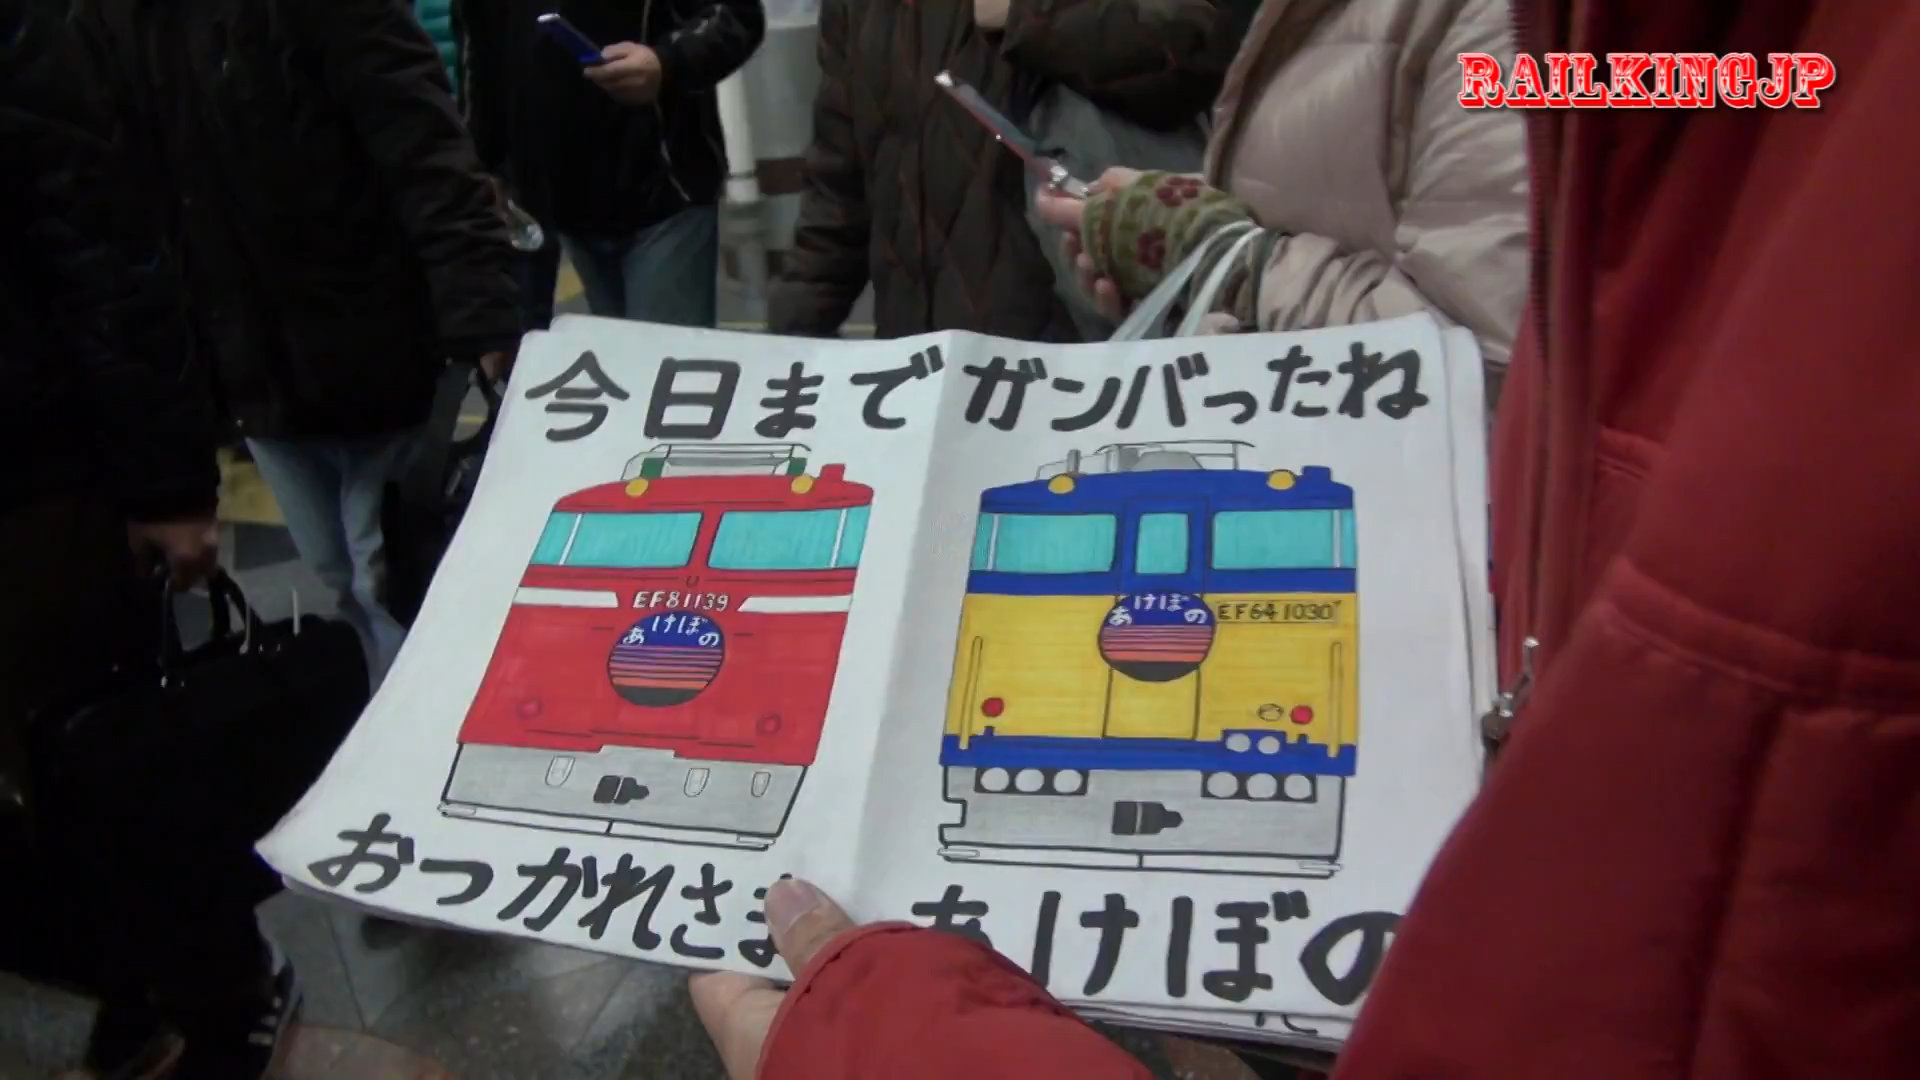 RAILKINGJP
今日まで ガンバったね
EF81139
あけぼの
あけぼの
EF64 1030
おつかれさま あけぼの